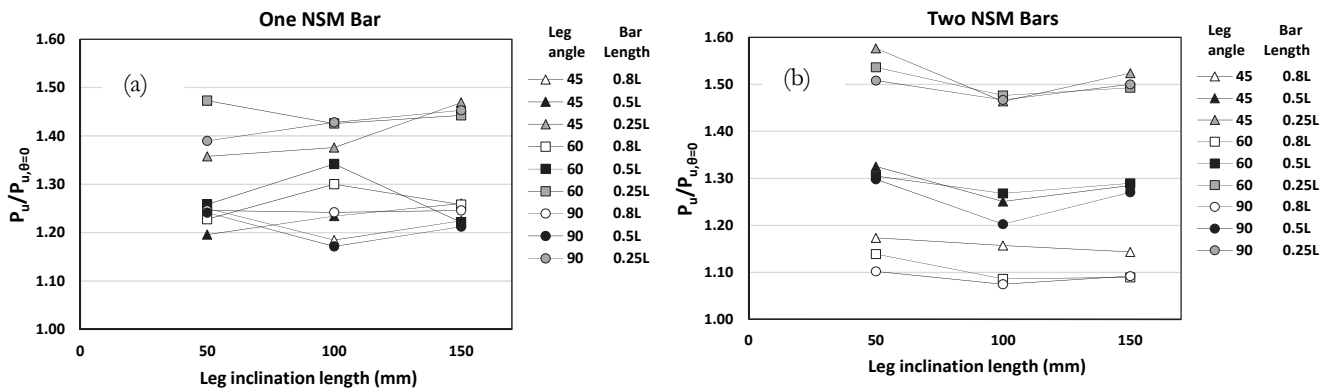 One NSM Bar
(a)
P_u/P_{u,θ=0}
1.60
1.50
1.40
1.30
1.20
1.10
1.00
0
50
100
150
Leg inclination length (mm)
Leg angle Bar Length
45 0.8L
45 0.5L
45 0.25L
60 0.8L
60 0.5L
60 0.25L
90 0.8L
90 0.5L
90 0.25L
Two NSM Bars
(b)
P_u/P_{u,θ=0}
1.60
1.50
1.40
1.30
1.20
1.10
1.00
0
50
100
150
Leg inclination length (mm)
Leg angle Bar Length
45 0.8L
45 0.5L
45 0.25L
60 0.8L
60 0.5L
60 0.25L
90 0.8L
90 0.5L
90 0.25L